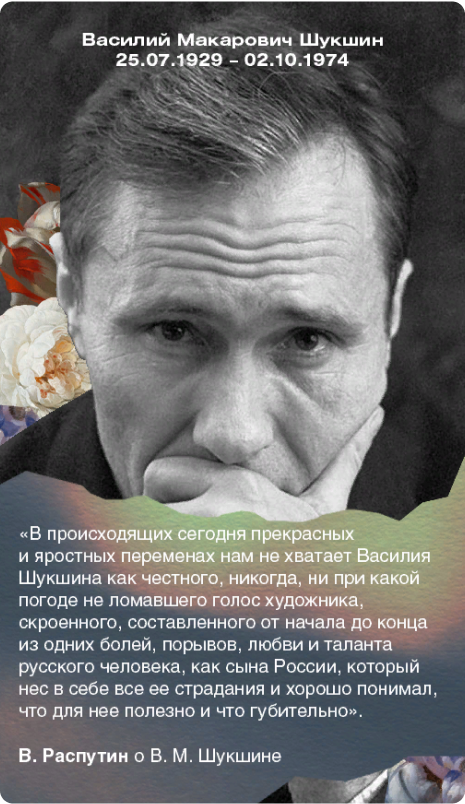 Василий Макарович Шукшин
25.07.1929 – 02.10.1974
«В происходящих сегодня прекрасных
и яростных переменах нам не хватает Василия
Шукшина как честного, никогда, ни при какой
погоде не ломавшего голос художника,
скроенного, составленного от начала до конца
из одних болей, порывов, любви и таланта
русского человека, как сына России, который
нес в себе все ее страдания и хорошо понимал,
что для нее полезно и что губительно».
В. Распутин о В. М. Шукшине